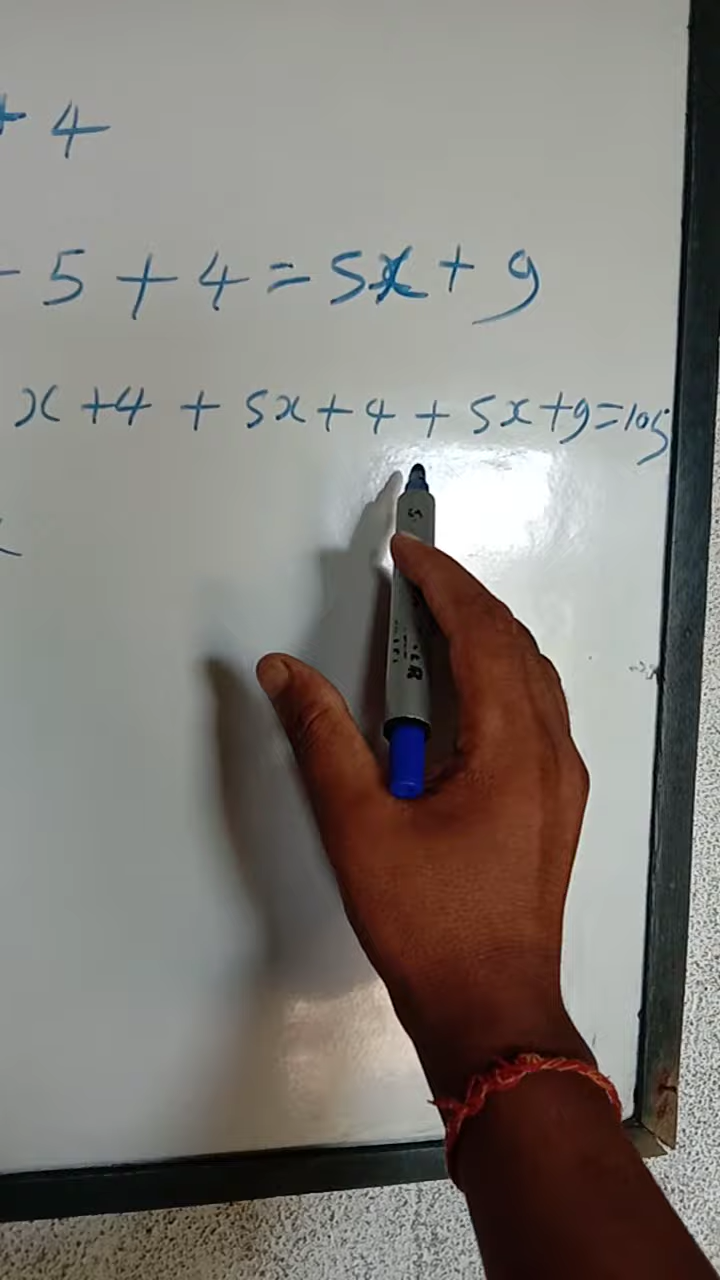 + 4
- 5 + 4 = 5x + 9
x + 4 + 5x + 4 + 5x + 9 = 105